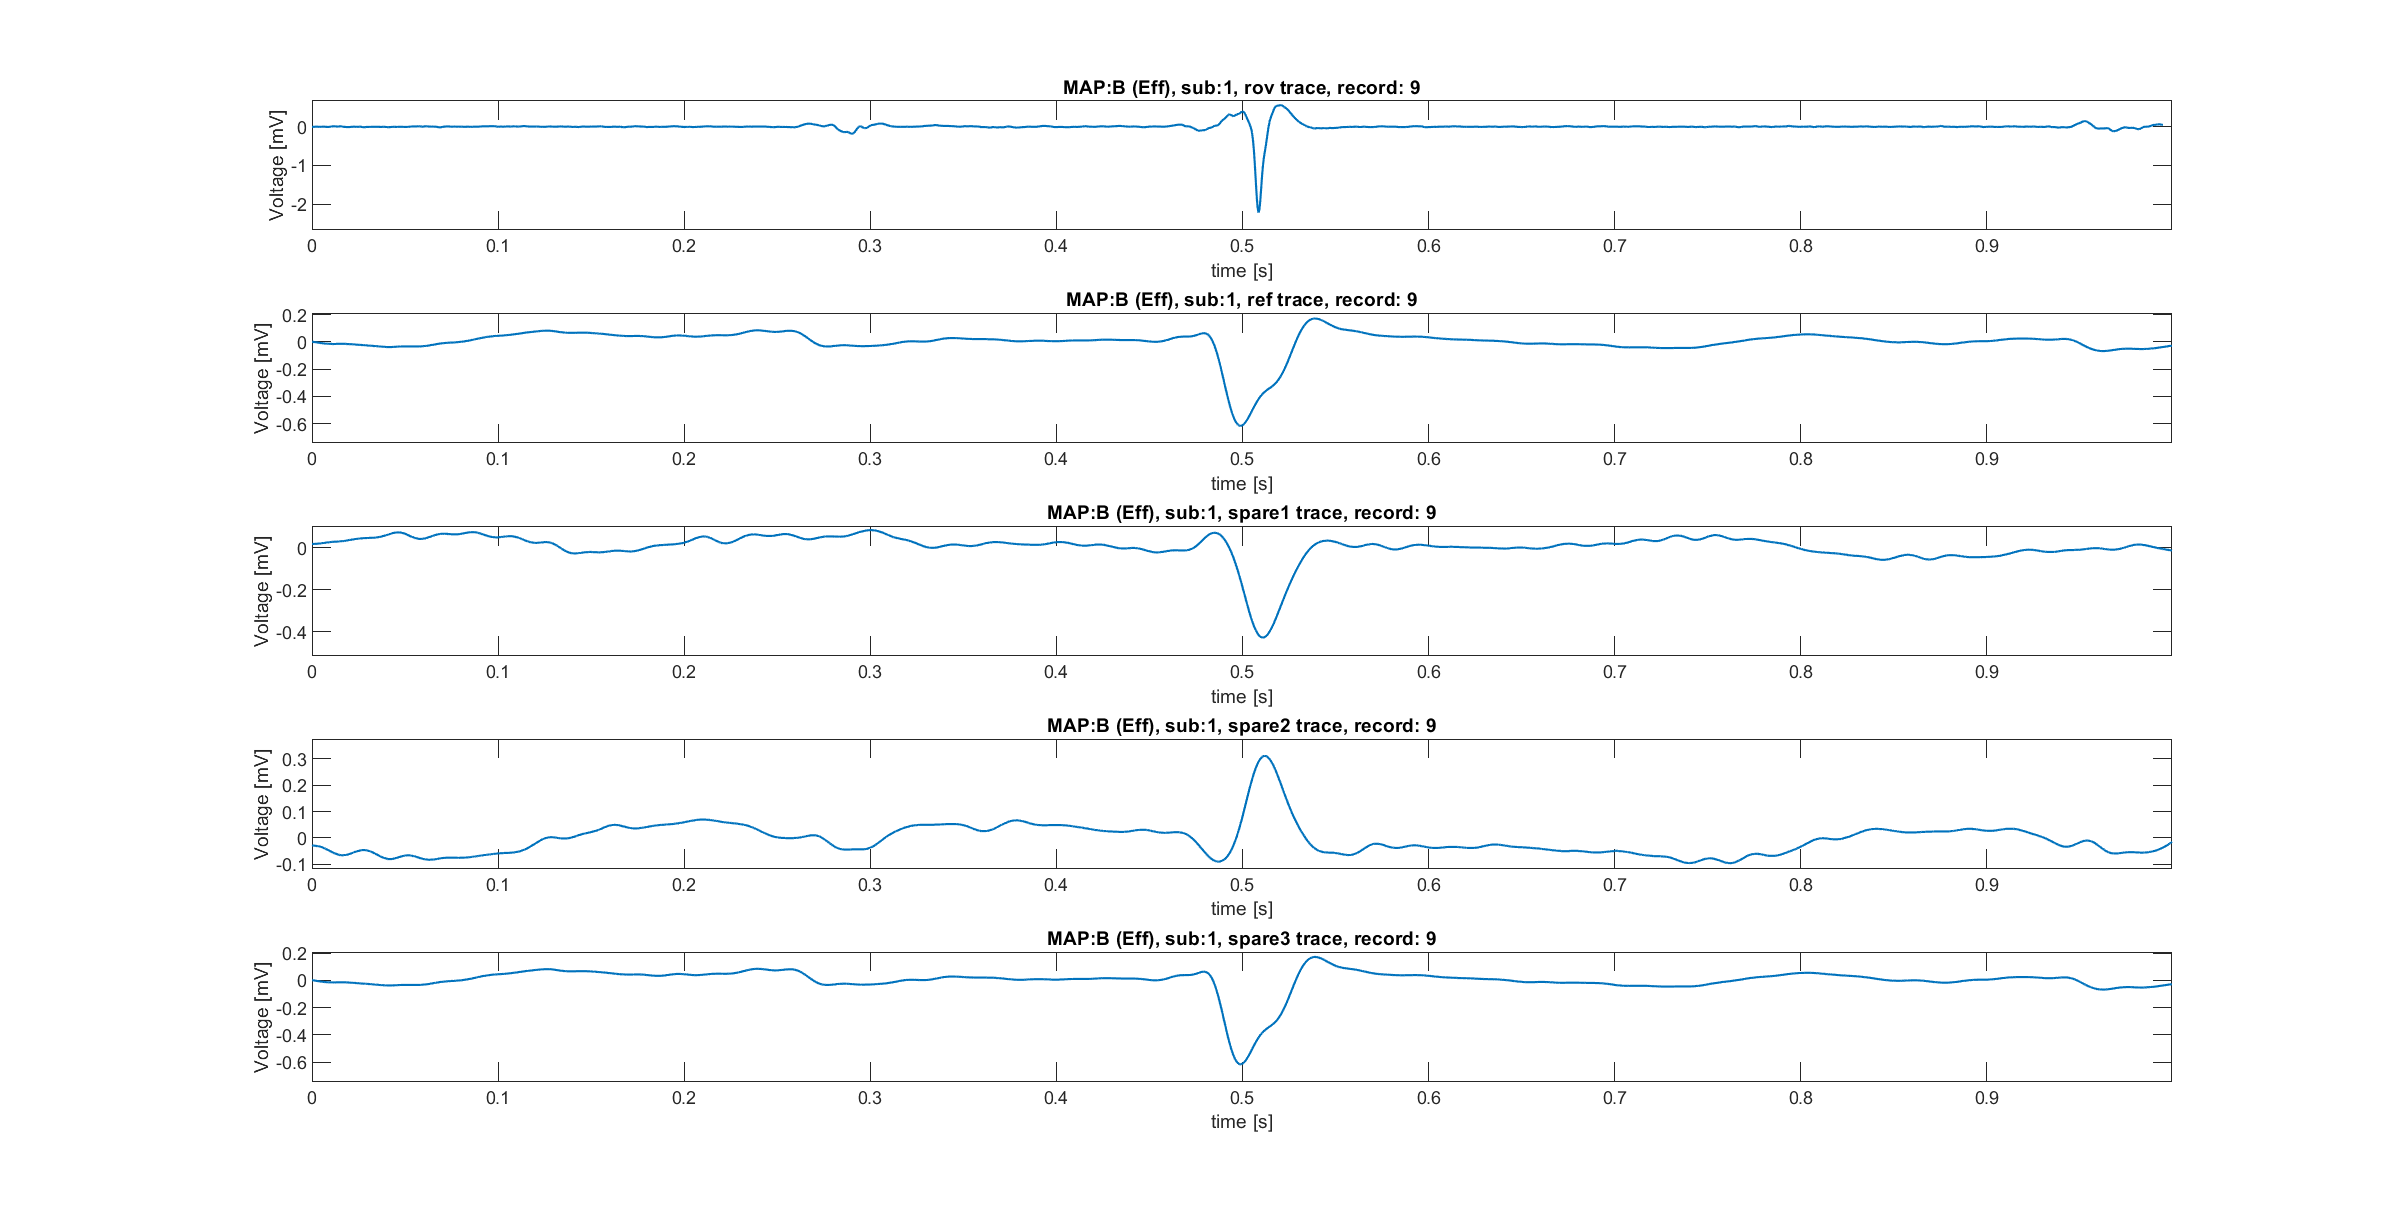 MAP:B (Eff), sub:1, rov trace, record: 9
Voltage [mV]
0
-1
-2
0 0.1 0.2 0.3 0.4 0.5 0.6 0.7 0.8 0.9
time [s]
MAP:B (Eff), sub:1, ref trace, record: 9
Voltage [mV]
0.2
0
-0.2
-0.4
-0.6
0 0.1 0.2 0.3 0.4 0.5 0.6 0.7 0.8 0.9
time [s]
MAP:B (Eff), sub:1, spare1 trace, record: 9
Voltage [mV]
0
-0.2
-0.4
0 0.1 0.2 0.3 0.4 0.5 0.6 0.7 0.8 0.9
time [s]
MAP:B (Eff), sub:1, spare2 trace, record: 9
Voltage [mV]
0.3
0.2
0.1
0
-0.1
0 0.1 0.2 0.3 0.4 0.5 0.6 0.7 0.8 0.9
time [s]
MAP:B (Eff), sub:1, spare3 trace, record: 9
Voltage [mV]
0.2
0
-0.2
-0.4
-0.6
0 0.1 0.2 0.3 0.4 0.5 0.6 0.7 0.8 0.9
time [s]